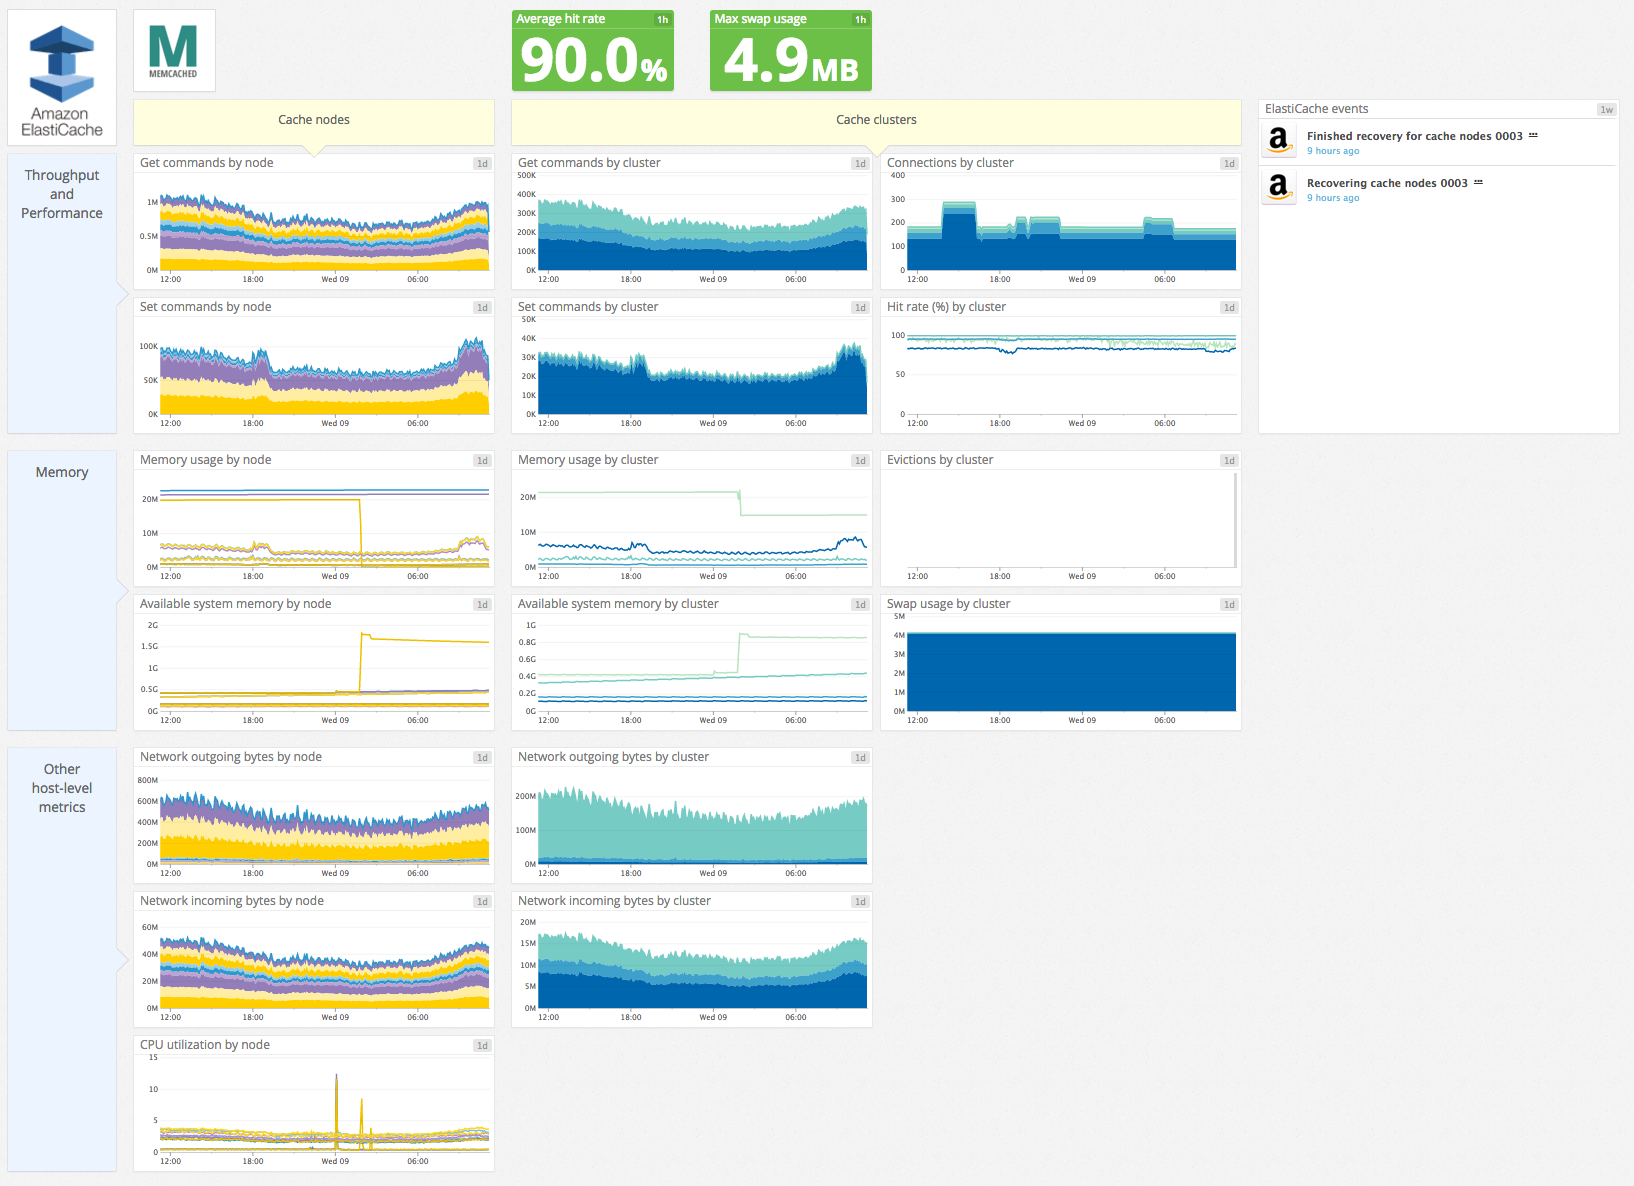 Amazon
ElastiCache
M
MEMCACHED
Average hit rate 1h
90.0%
Max swap usage 1h
4.9MB
Cache nodes
Cache clusters
ElastiCache events 1w
Finished recovery for cache nodes 0003 ...
9 hours ago
Recovering cache nodes 0003 ...
9 hours ago
Throughput
and
Performance
Get commands by node 1d
1M
0.5M
0M
12:00 18:00 Wed 09 06:00
Get commands by cluster 1d
500K
400K
300K
200K
100K
0K
12:00 18:00 Wed 09 06:00
Connections by cluster 1d
400
300
200
100
0
12:00 18:00 Wed 09 06:00
Set commands by node 1d
100K
50K
0K
12:00 18:00 Wed 09 06:00
Set commands by cluster 1d
50K
40K
30K
20K
10K
0K
12:00 18:00 Wed 09 06:00
Hit rate (%) by cluster 1d
100
50
0
12:00 18:00 Wed 09 06:00
Memory
Memory usage by node 1d
20M
10M
0M
12:00 18:00 Wed 09 06:00
Memory usage by cluster 1d
20M
10M
0M
12:00 18:00 Wed 09 06:00
Evictions by cluster 1d
12:00 18:00 Wed 09 06:00
Available system memory by node 1d
2G
1.5G
1G
0.5G
0G
12:00 18:00 Wed 09 06:00
Available system memory by cluster 1d
1G
0.8G
0.6G
0.4G
0.2G
0G
12:00 18:00 Wed 09 06:00
Swap usage by cluster 1d
5M
4M
3M
2M
1M
0M
12:00 18:00 Wed 09 06:00
Other
host-level
metrics
Network outgoing bytes by node 1d
800M
600M
400M
200M
0M
12:00 18:00 Wed 09 06:00
Network outgoing bytes by cluster 1d
200M
100M
0M
12:00 18:00 Wed 09 06:00
Network incoming bytes by node 1d
60M
40M
20M
0M
12:00 18:00 Wed 09 06:00
Network incoming bytes by cluster 1d
20M
15M
10M
5M
0M
12:00 18:00 Wed 09 06:00
CPU utilization by node 1d
15
10
5
0
12:00 18:00 Wed 09 06:00